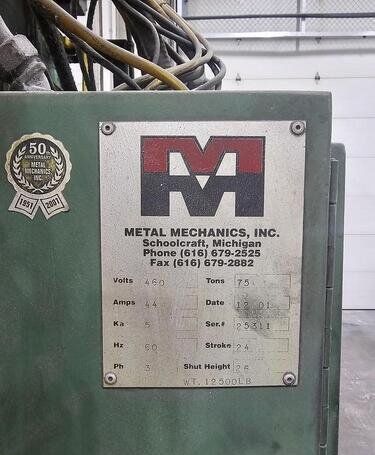 50
ANNIVERSARY
METAL
MECHANICS
INC.
1957 2007
METAL MECHANICS, INC.
Schoolcraft, Michigan
Phone (616) 679-2525
Fax (616) 679-2882
Volts 460 Tons 75
Amps 44 Date 12 01
Ka 5 Ser.# 25311
Hz 60 Stroke 24
Ph 3 Shut Height 26
WT. 12500LB